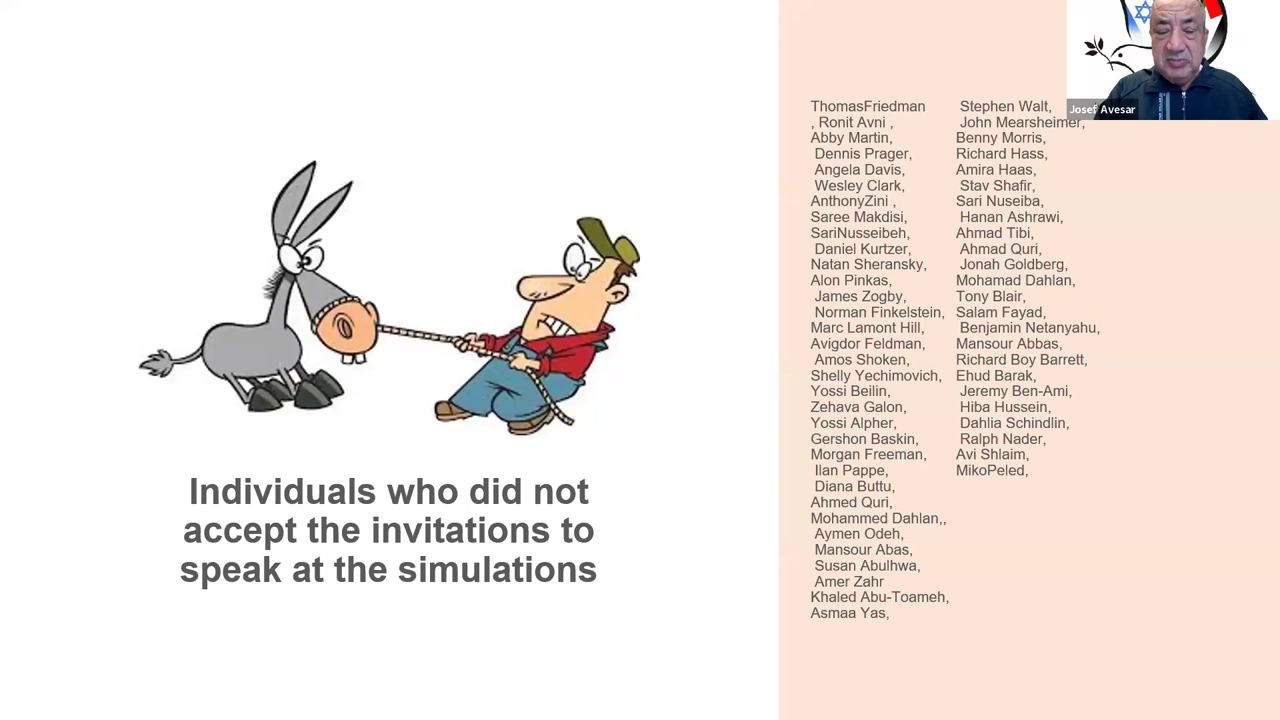 Individuals who did not
accept the invitations to
speak at the simulations
ThomasFriedman
, Ronit Avni ,
Abby Martin,
Dennis Prager,
Angela Davis,
Wesley Clark,
AnthonyZini ,
Saree Makdisi,
SariNusseibeh,
Daniel Kurtzer,
Natan Sheransky,
Alon Pinkas,
James Zogby,
Norman Finkelstein,
Marc Lamont Hill,
Avigdor Feldman,
Amos Shoken,
Shelly Yechimovich,
Yossi Beilin,
Zehava Galon,
Yossi Alpher,
Gershon Baskin,
Morgan Freeman,
Ilan Pappe,
Diana Buttu,
Ahmed Quri,
Mohammed Dahlan,,
Aymen Odeh,
Mansour Abas,
Susan Abulhwa,
Amer Zahr
Khaled Abu-Toameh,
Asmaa Yas,
Stephen Walt,
John Mearsheimer,
Benny Morris,
Richard Hass,
Amira Haas,
Stav Shafir,
Sari Nuseiba,
Hanan Ashrawi,
Ahmad Tibi,
Ahmad Quri,
Jonah Goldberg,
Mohamad Dahlan,
Tony Blair,
Salam Fayad,
Benjamin Netanyahu,
Mansour Abbas,
Richard Boy Barrett,
Ehud Barak,
Jeremy Ben-Ami,
Hiba Hussein,
Dahlia Schindlin,
Ralph Nader,
Avi Shlaim,
MikoPeled,
Josef Avesar